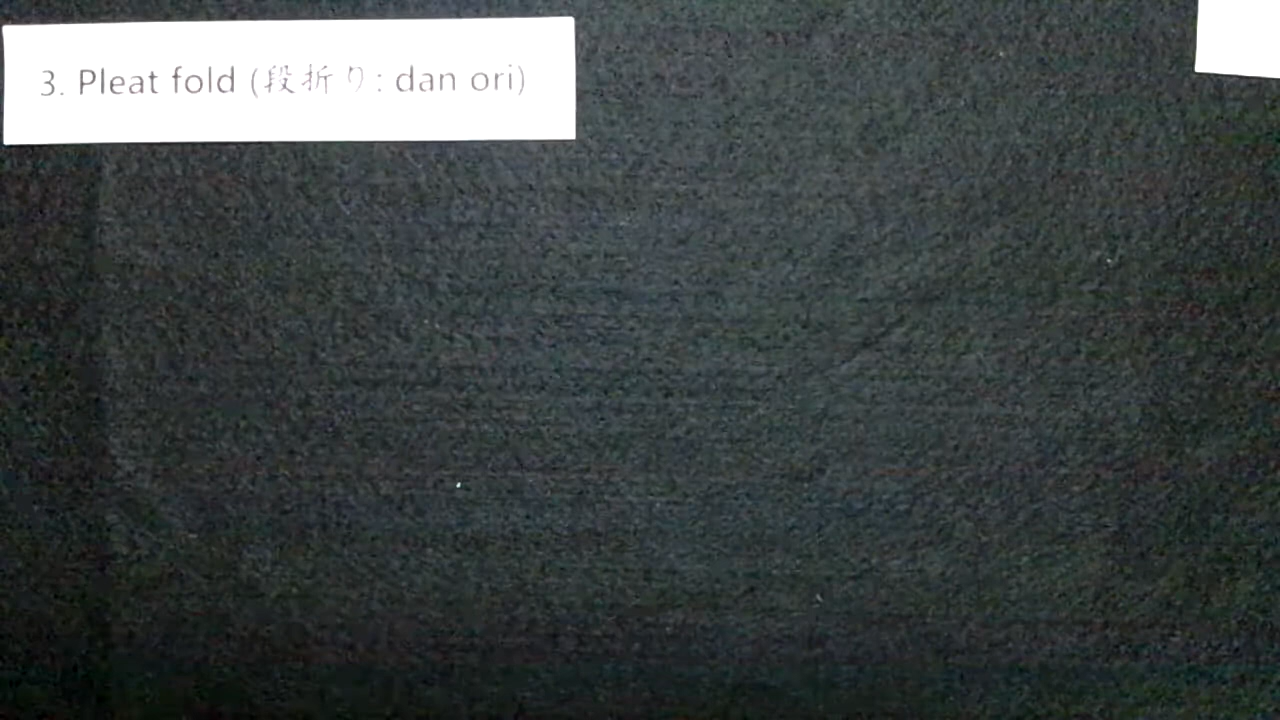 3. Pleat fold (段折り: dan ori)